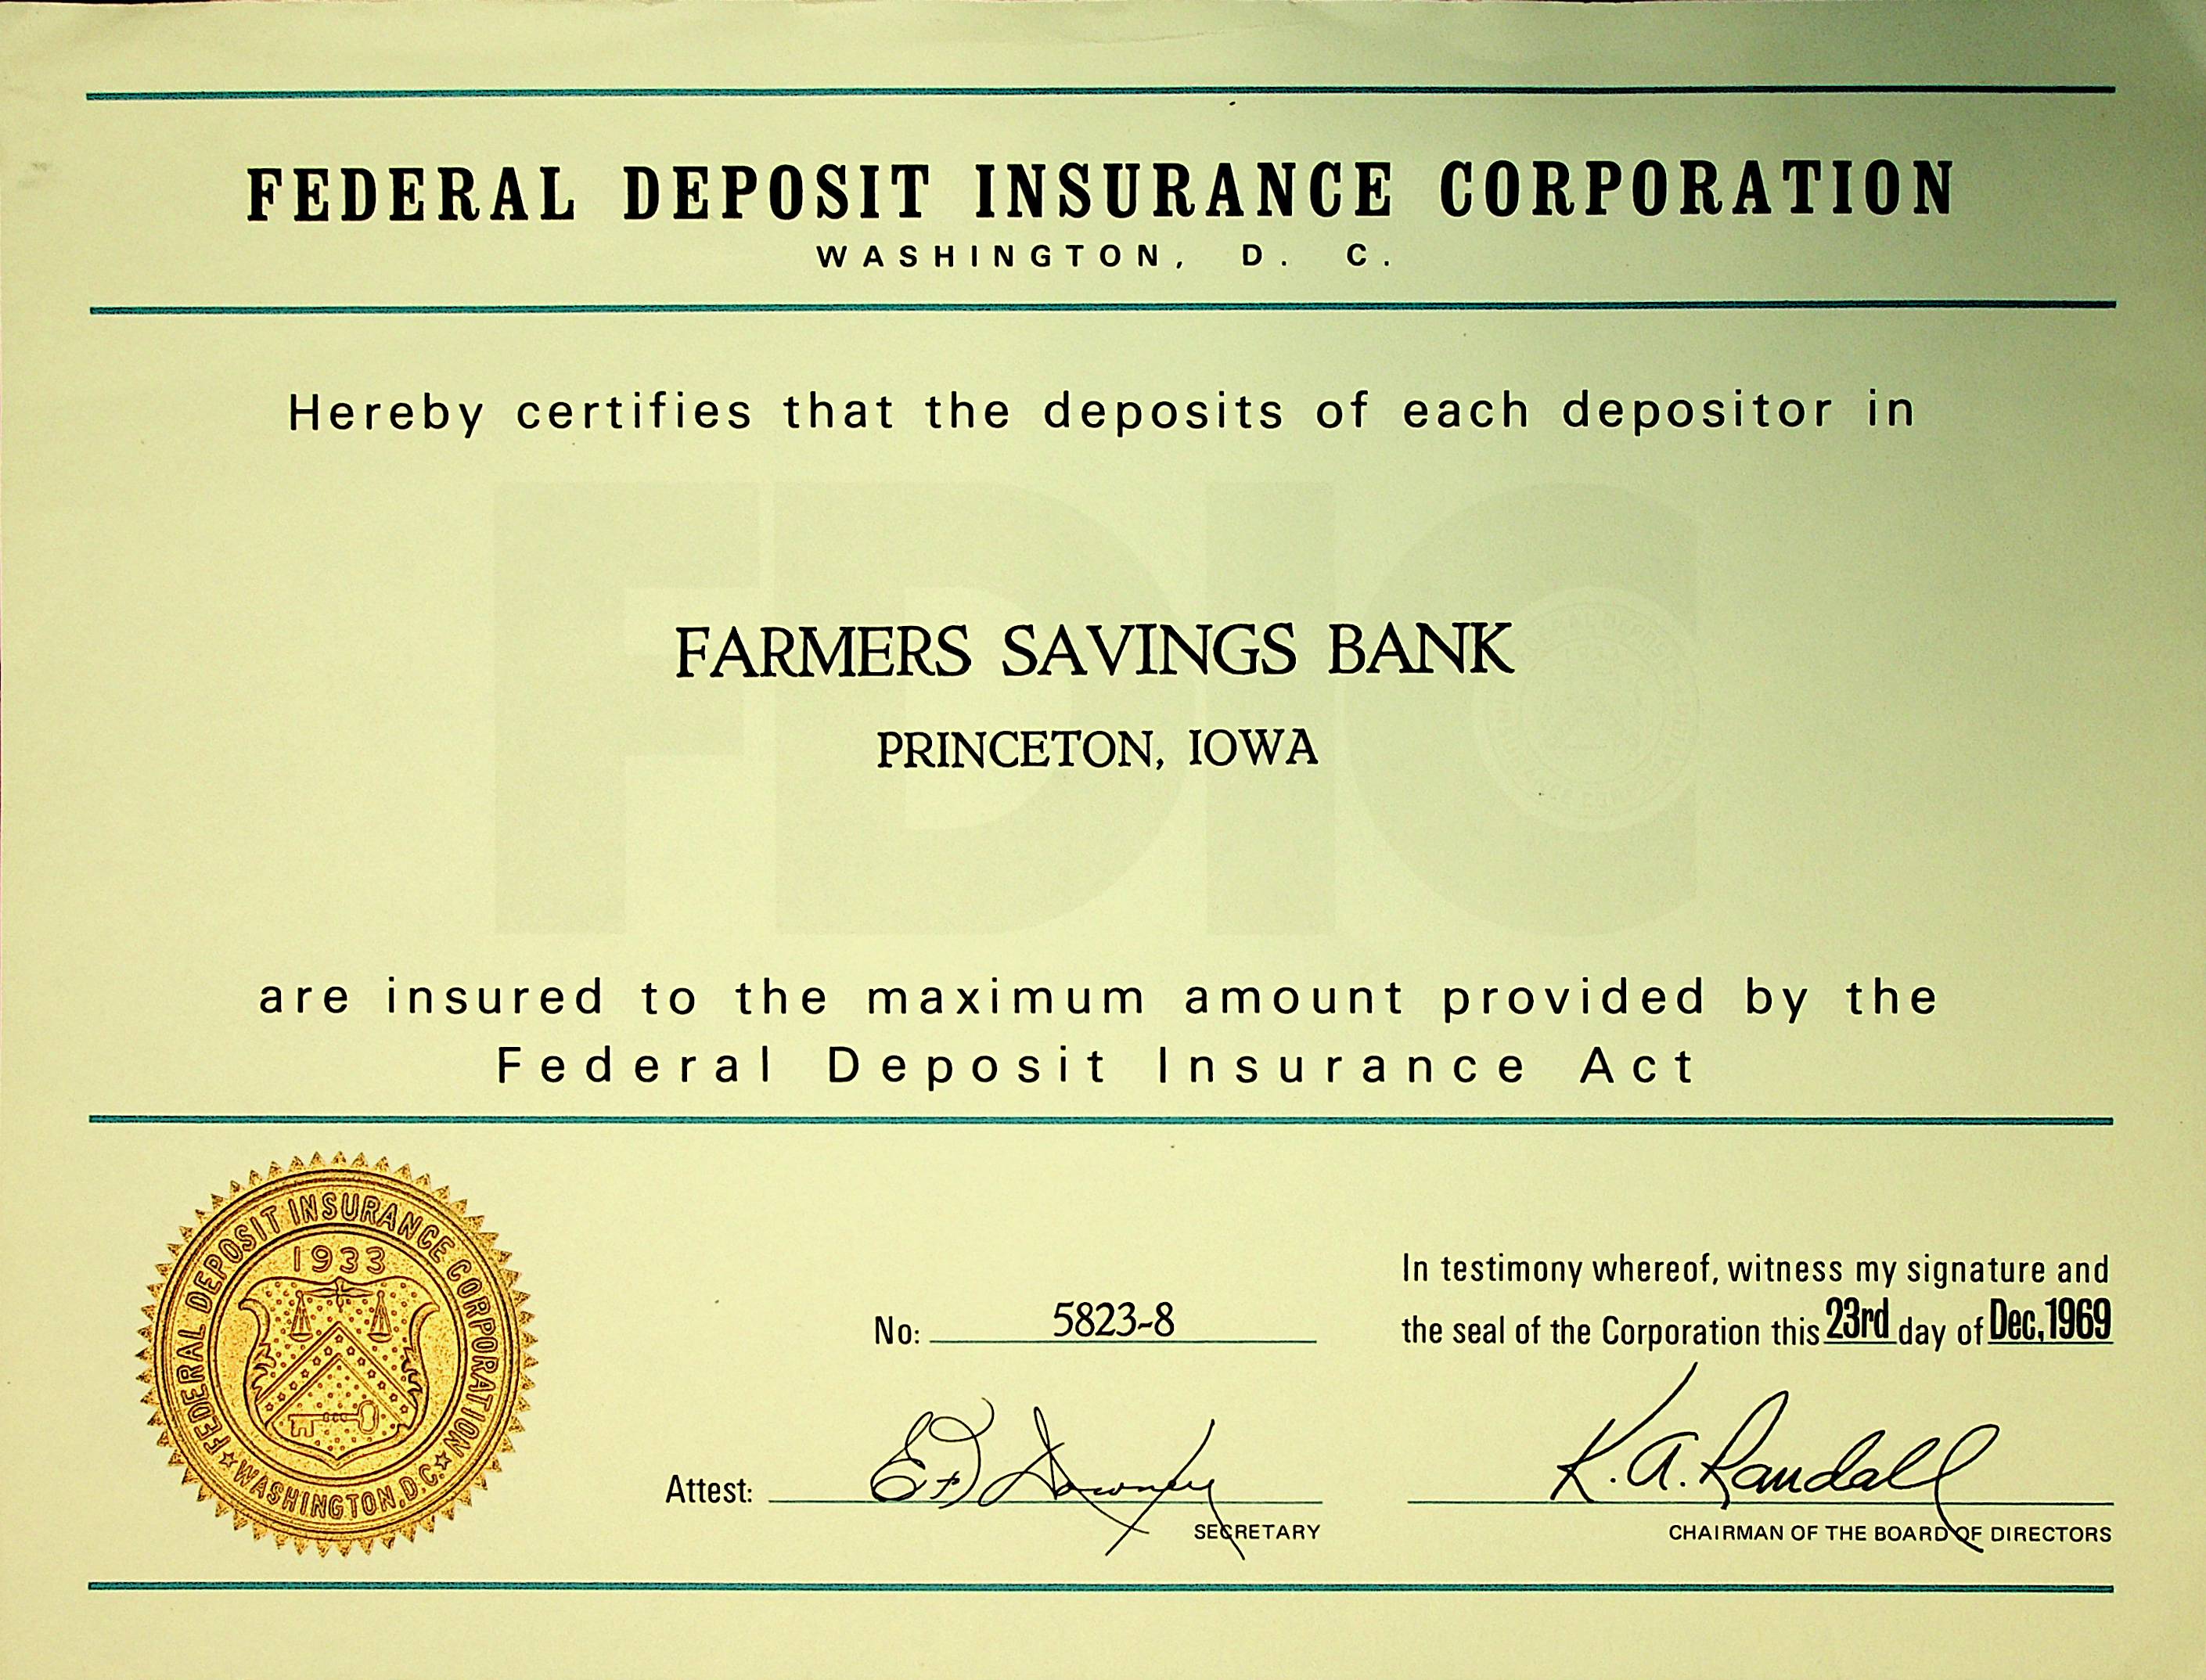 FEDERAL DEPOSIT INSURANCE CORPORATION
WASHINGTON, D. C.
Hereby certifies that the deposits of each depositor in
FDIC
FARMERS SAVINGS BANK
PRINCETON, IOWA
are insured to the maximum amount provided by the
Federal Deposit Insurance Act
FEDERAL DEPOSIT INSURANCE CORPORATION
1933
WASHINGTON, D.C.
No: 5823-8
In testimony whereof, witness my signature and
the seal of the Corporation this 23rd day of Dec, 1969
Attest: E F Downey
SECRETARY
K. A. Randall
CHAIRMAN OF THE BOARD OF DIRECTORS